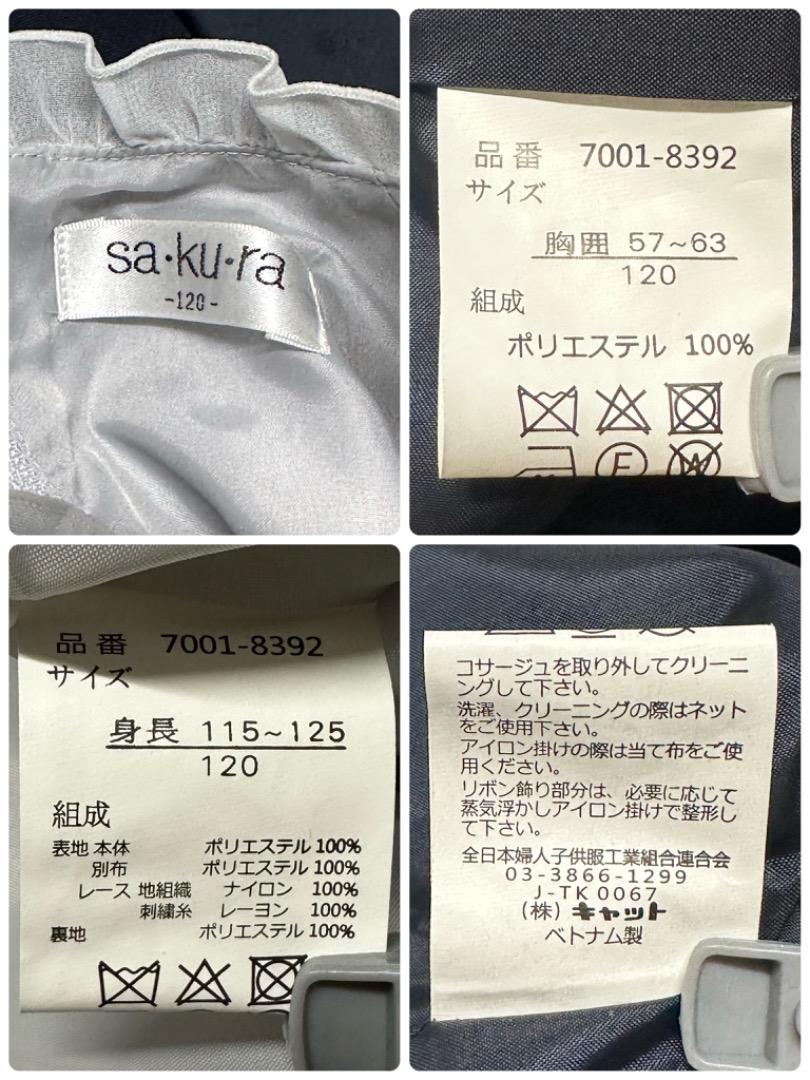 sa・ku・ra
-120-
品番 7001-8392
サイズ
胸囲 57~63
120
組成
ポリエステル 100%
F
W
品番 7001-8392
サイズ
身長 115~125
120
組成
表地 本体 ポリエステル 100%
別布 ポリエステル 100%
レース 地組織 ナイロン 100%
刺繍糸 レーヨン 100%
裏地 ポリエステル 100%
コサージュを取り外してクリーニ
ングして下さい。
洗濯、クリーニングの際はネット
をご使用下さい。
アイロン掛けの際は当て布をご使
用ください。
リボン飾り部分は、必要に応じて
蒸気浮かしアイロン掛けで整形し
て下さい。
全日本婦人子供服工業組合連合会
03-3866-1299
J-TK0067
(株) キャット
ベトナム製